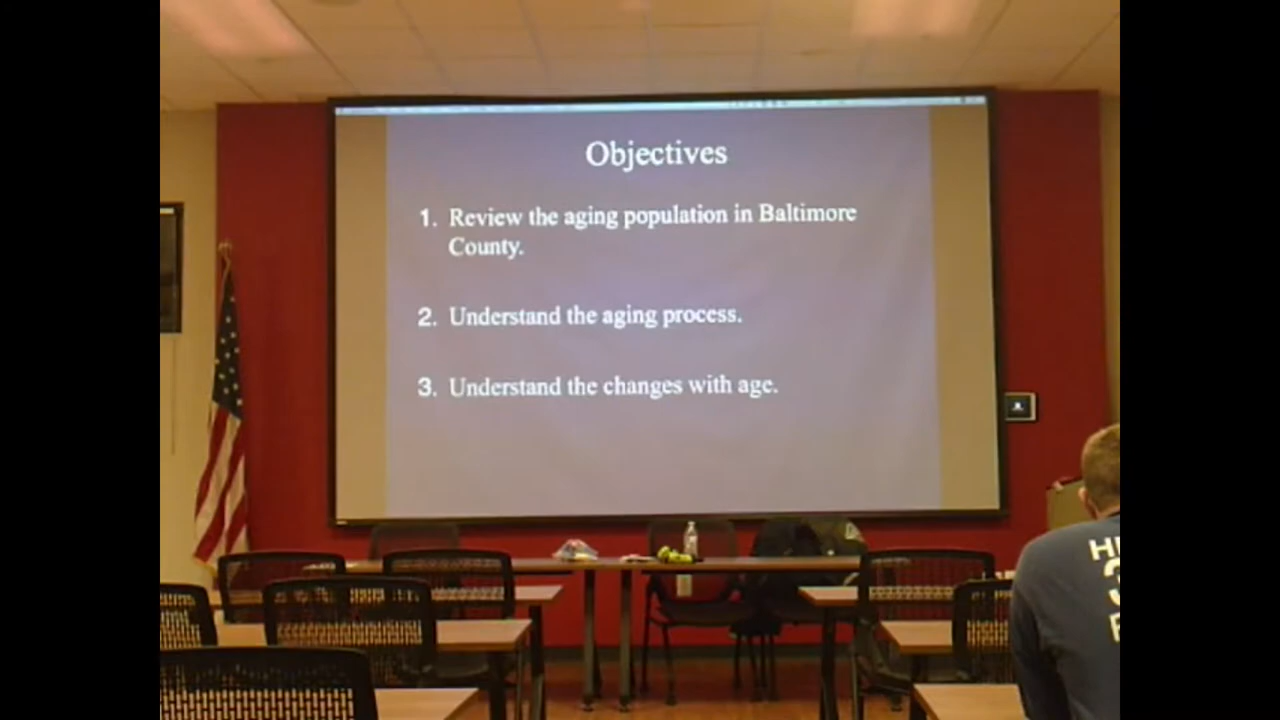 Objectives
1. Review the aging population in Baltimore
County.
2. Understand the aging process.
3. Understand the changes with age.